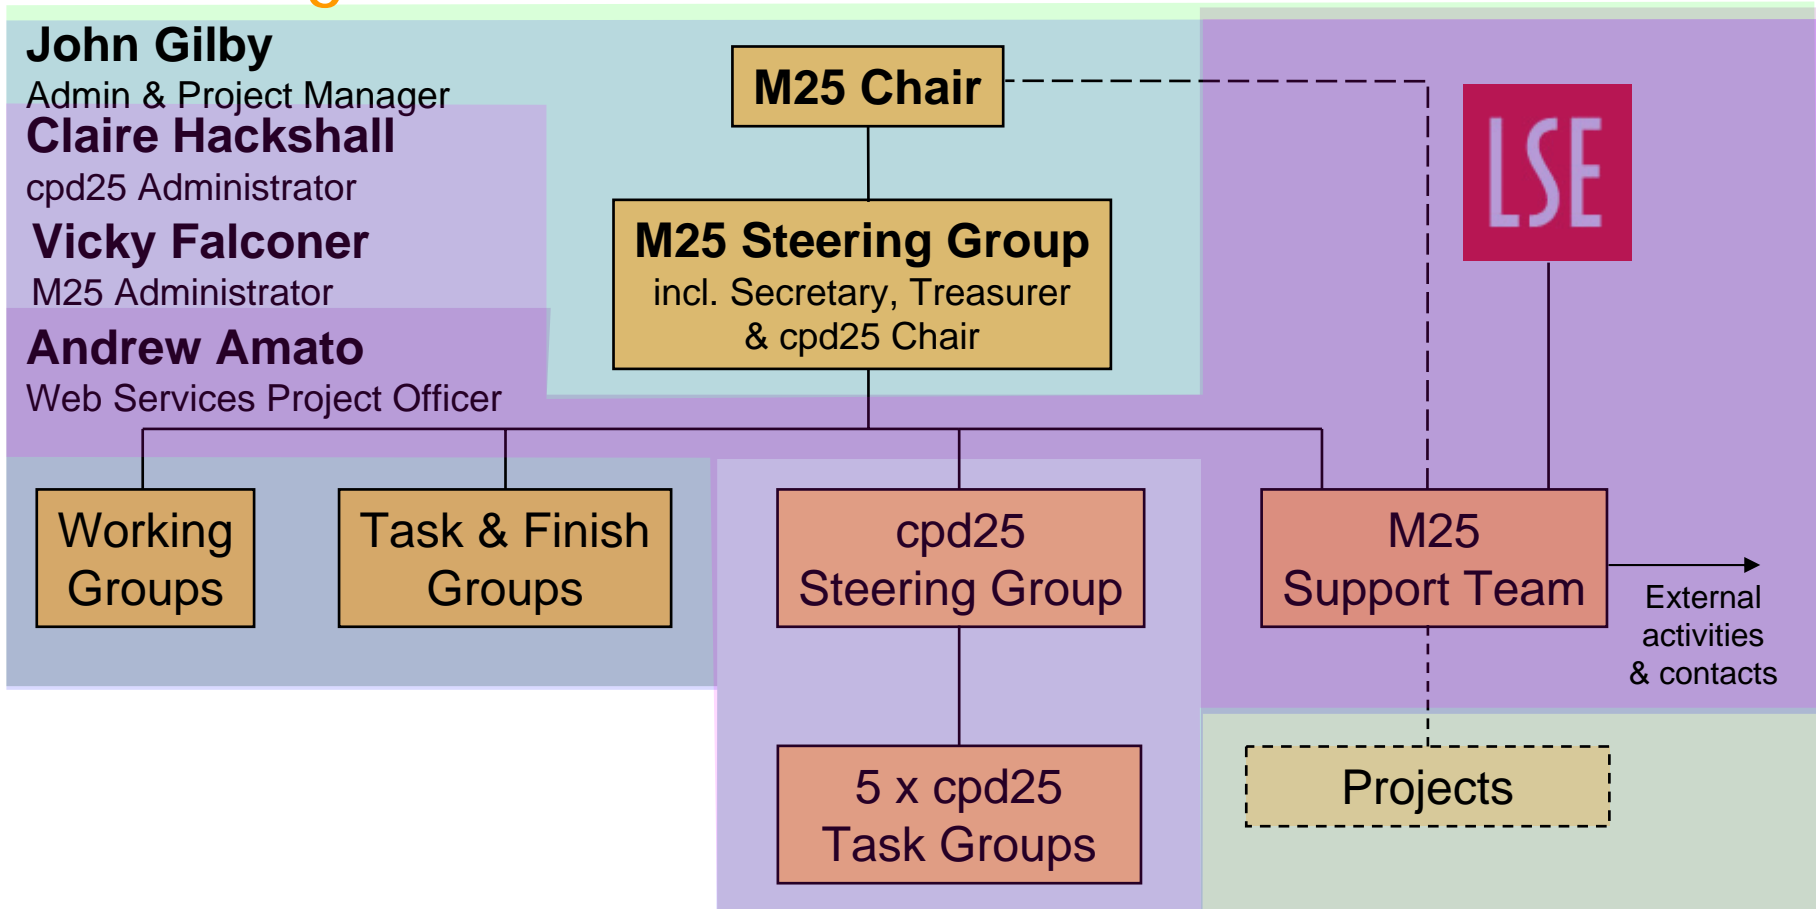 John Gilby
Admin & Project Manager
Claire Hackshall
cpd25 Administrator
Vicky Falconer
M25 Administrator
Andrew Amato
Web Services Project Officer
M25 Chair
M25 Steering Group
incl. Secretary, Treasurer
& cpd25 Chair
LSE
Working
Groups
Task & Finish
Groups
cpd25
Steering Group
M25
Support Team
External
activities
& contacts
5 x cpd25
Task Groups
Projects